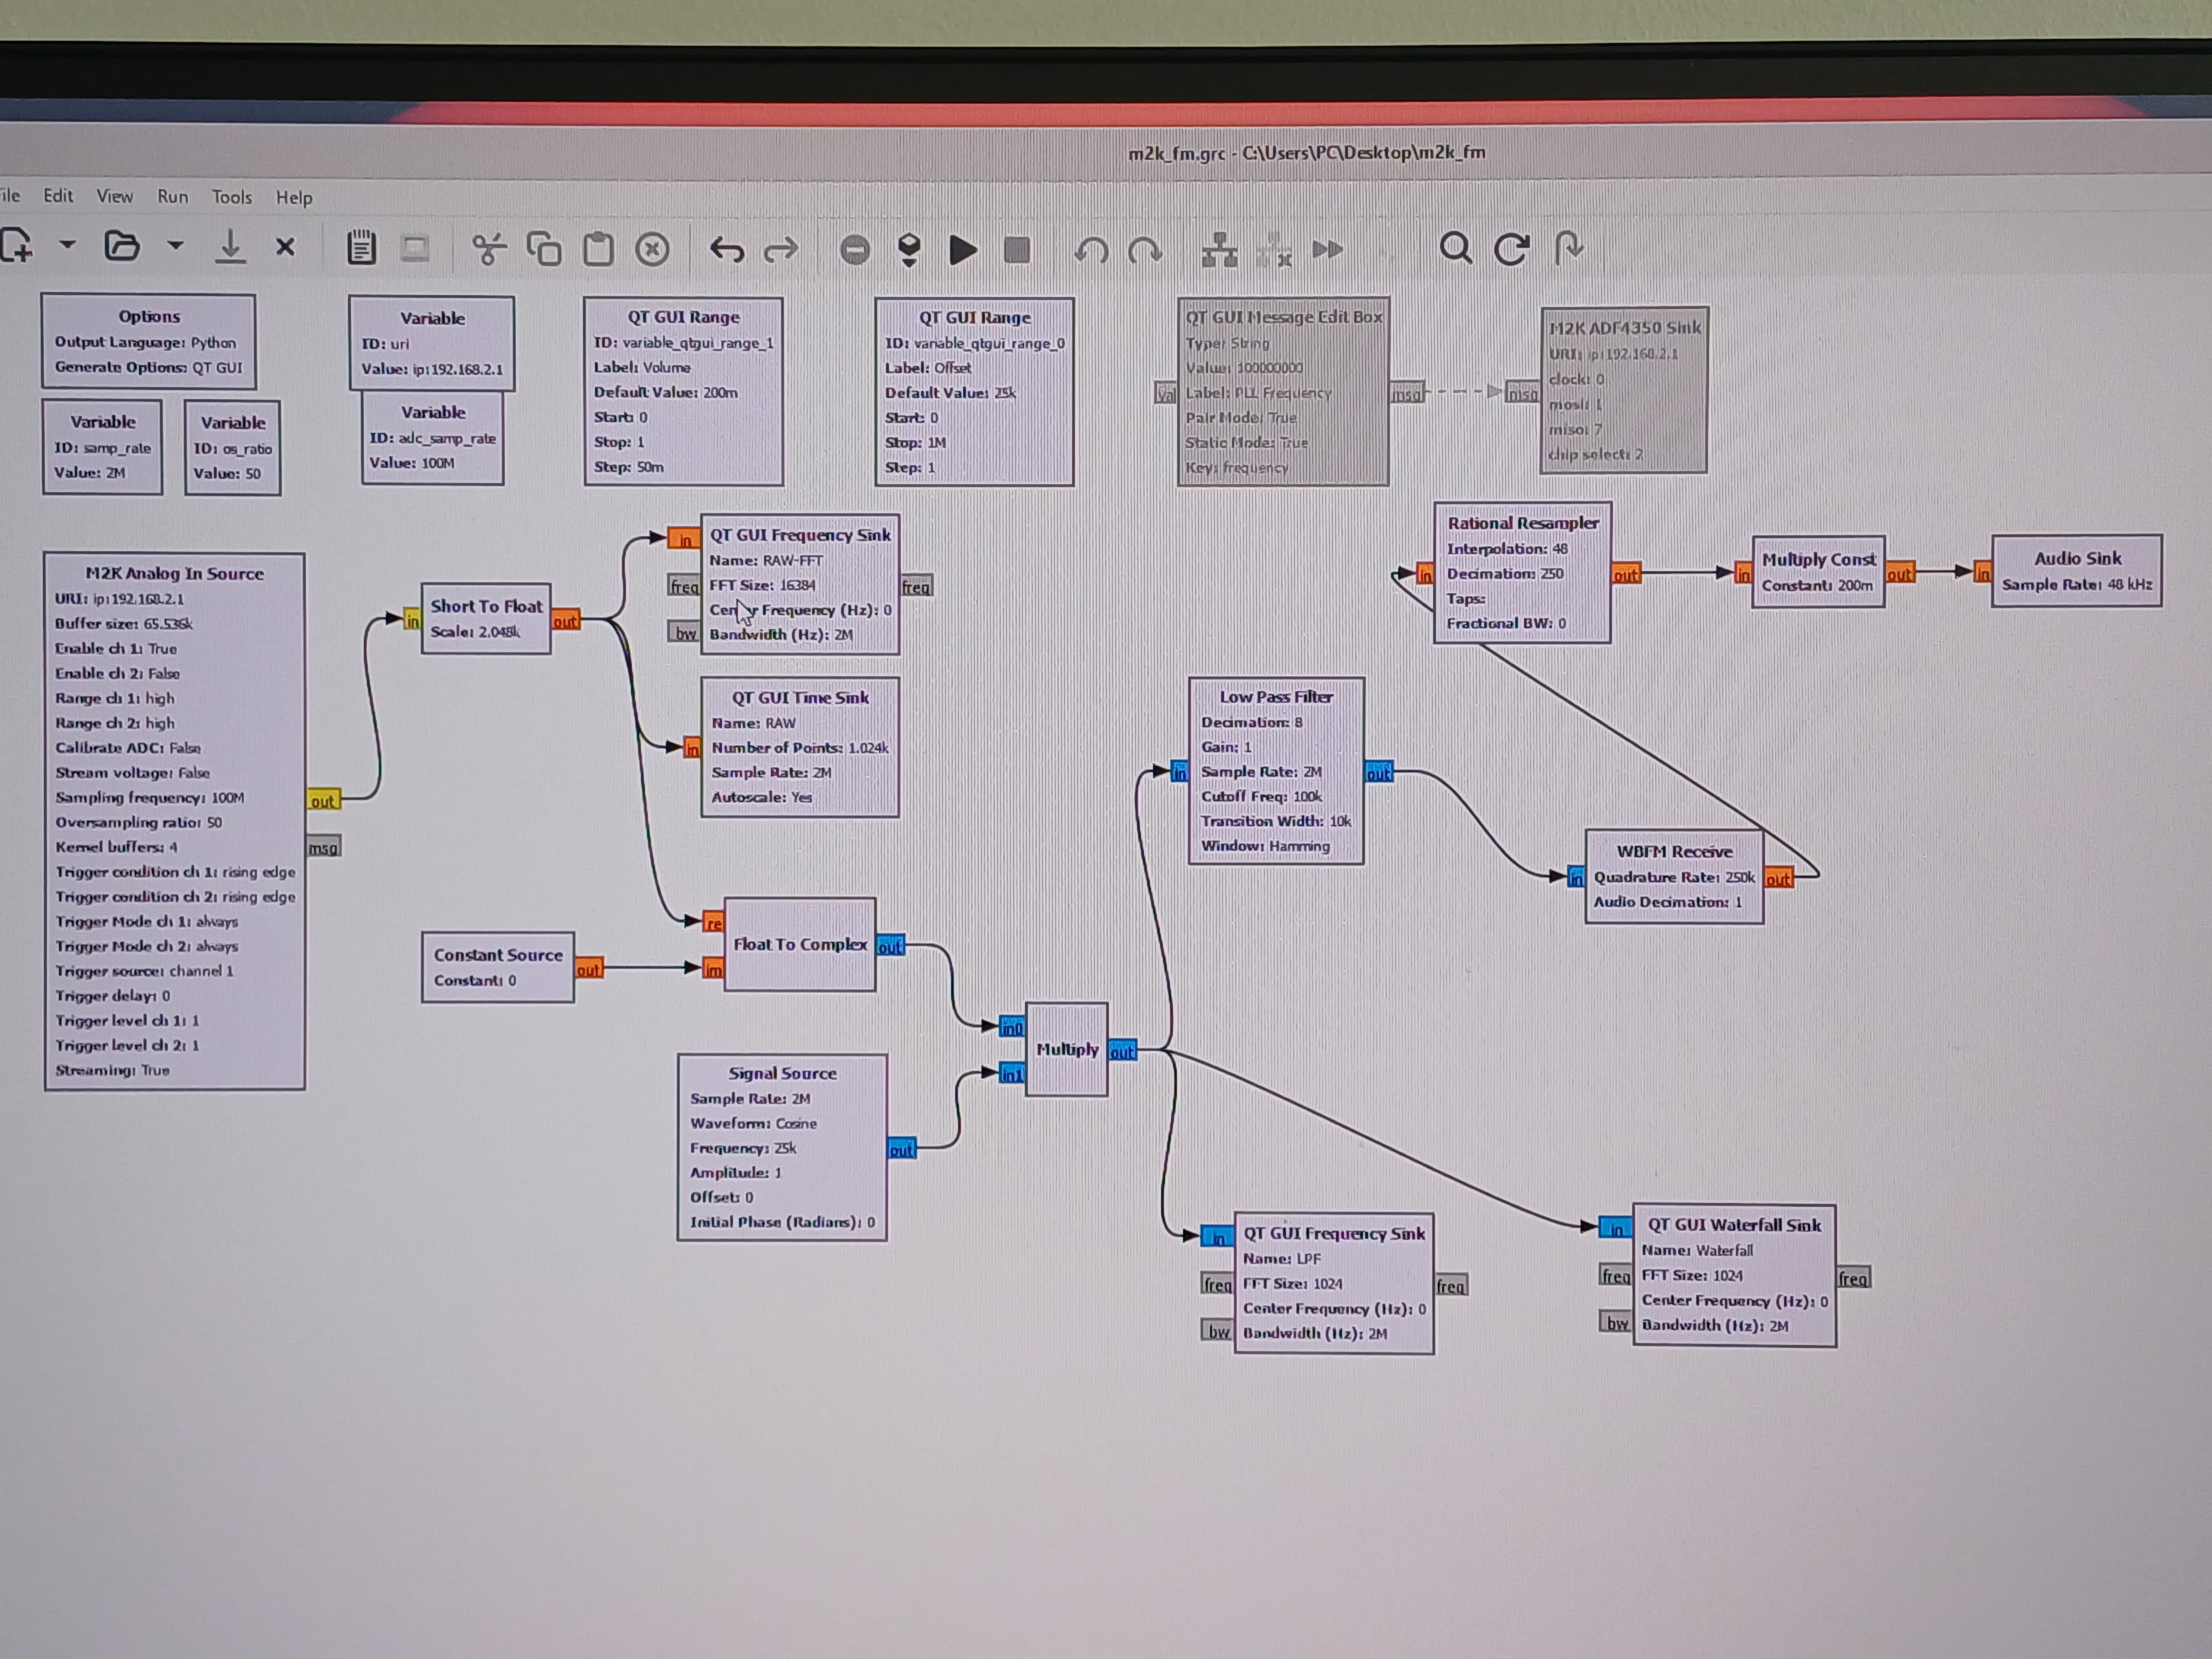 m2k_fm.grc - C:\Users\PC\Desktop\m2k_fm
File Edit View Run Tools Help
Options
Output Language: Python
Generate Options: QT GUI
Variable
ID: uri
Value: ip:192.168.2.1
Variable
ID: samp_rate
Value: 2M
Variable
ID: os_ratio
Value: 50
Variable
ID: adc_samp_rate
Value: 100M
QT GUI Range
ID: variable_qtgui_range_1
Label: Volume
Default Value: 200m
Start: 0
Stop: 1
Step: 50m
QT GUI Range
ID: variable_qtgui_range_0
Label: Offset
Default Value: 25k
Start: 0
Stop: 1M
Step: 1
QT GUI Message Edit Box
Type: String
Value: 100000000
val
Label: PLL Frequency
msg
Pair Mode: True
Static Mode: True
Key: frequency
M2K ADF4350 Sink
URI: ip:192.168.2.1
clock: 0
msg
mosi: 1
miso: 7
chip select: 2
M2K Analog In Source
URI: ip:192.168.2.1
Buffer size: 65.536k
Enable ch 1: True
Enable ch 2: False
Range ch 1: high
Range ch 2: high
Calibrate ADC: False
Stream voltage: False
Sampling frequency: 100M
out
Oversampling ratio: 50
Kernel buffers: 4
msg
Trigger condition ch 1: rising edge
Trigger condition ch 2: rising edge
Trigger Mode ch 1: always
Trigger Mode ch 2: always
Trigger source: channel 1
Trigger delay: 0
Trigger level ch 1: 1
Trigger level ch 2: 1
Streaming: True
in
Short To Float
Scale: 2.048k
out
in
QT GUI Frequency Sink
Name: RAW-FFT
freq
FFT Size: 16384
freq
Center Frequency (Hz): 0
bw
Bandwidth (Hz): 2M
QT GUI Time Sink
Name: RAW
in
Number of Points: 1.024k
Sample Rate: 2M
Autoscale: Yes
Constant Source
Constant: 0
out
re
im
Float To Complex
out
Signal Source
Sample Rate: 2M
Waveform: Cosine
Frequency: 25k
out
Amplitude: 1
Offset: 0
Initial Phase (Radians): 0
in0
in1
Multiply
out
Low Pass Filter
Decimation: 8
Gain: 1
in
Sample Rate: 2M
out
Cutoff Freq: 100k
Transition Width: 10k
Window: Hamming
WBFM Receive
in
Quadrature Rate: 250k
out
Audio Decimation: 1
Rational Resampler
Interpolation: 48
in
Decimation: 250
out
Taps:
Fractional BW: 0
in
Multiply Const
Constant: 200m
out
in
Audio Sink
Sample Rate: 48 kHz
in
QT GUI Frequency Sink
Name: LPF
freq
FFT Size: 1024
freq
Center Frequency (Hz): 0
bw
Bandwidth (Hz): 2M
in
QT GUI Waterfall Sink
Name: Waterfall
freq
FFT Size: 1024
freq
Center Frequency (Hz): 0
bw
Bandwidth (Hz): 2M